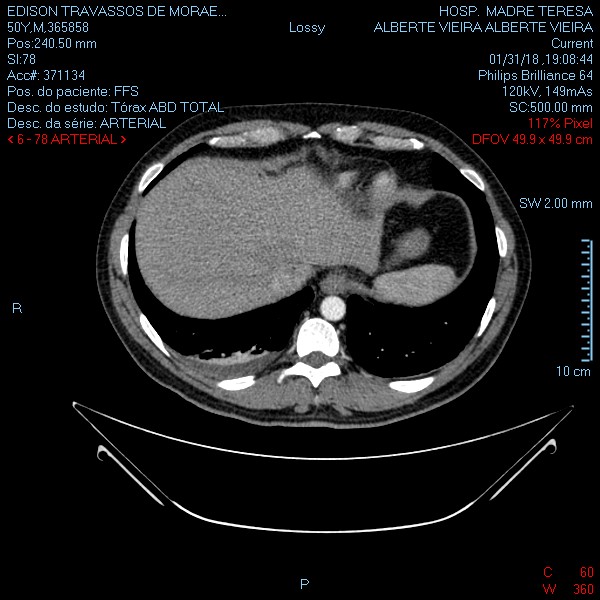 EDISON TRAVASSOS DE MORAE...
50Y,M,365858
Pos:240.50 mm
SI:78
Acc#: 371134
Pos. do paciente: FFS
Desc. do estudo: Tórax ABD TOTAL
Desc. da série: ARTERIAL
< 6 - 78 ARTERIAL >
Lossy
HOSP. MADRE TERESA
ALBERTE VIEIRA ALBERTE VIEIRA
Current
01/31/18 ,19:08:44
Philips Brilliance 64
120kV, 149mAs
SC:500.00 mm
117% Pixel
DFOV 49.9 x 49.9 cm
SW 2.00 mm
R
10 cm
P
C 60
W 360